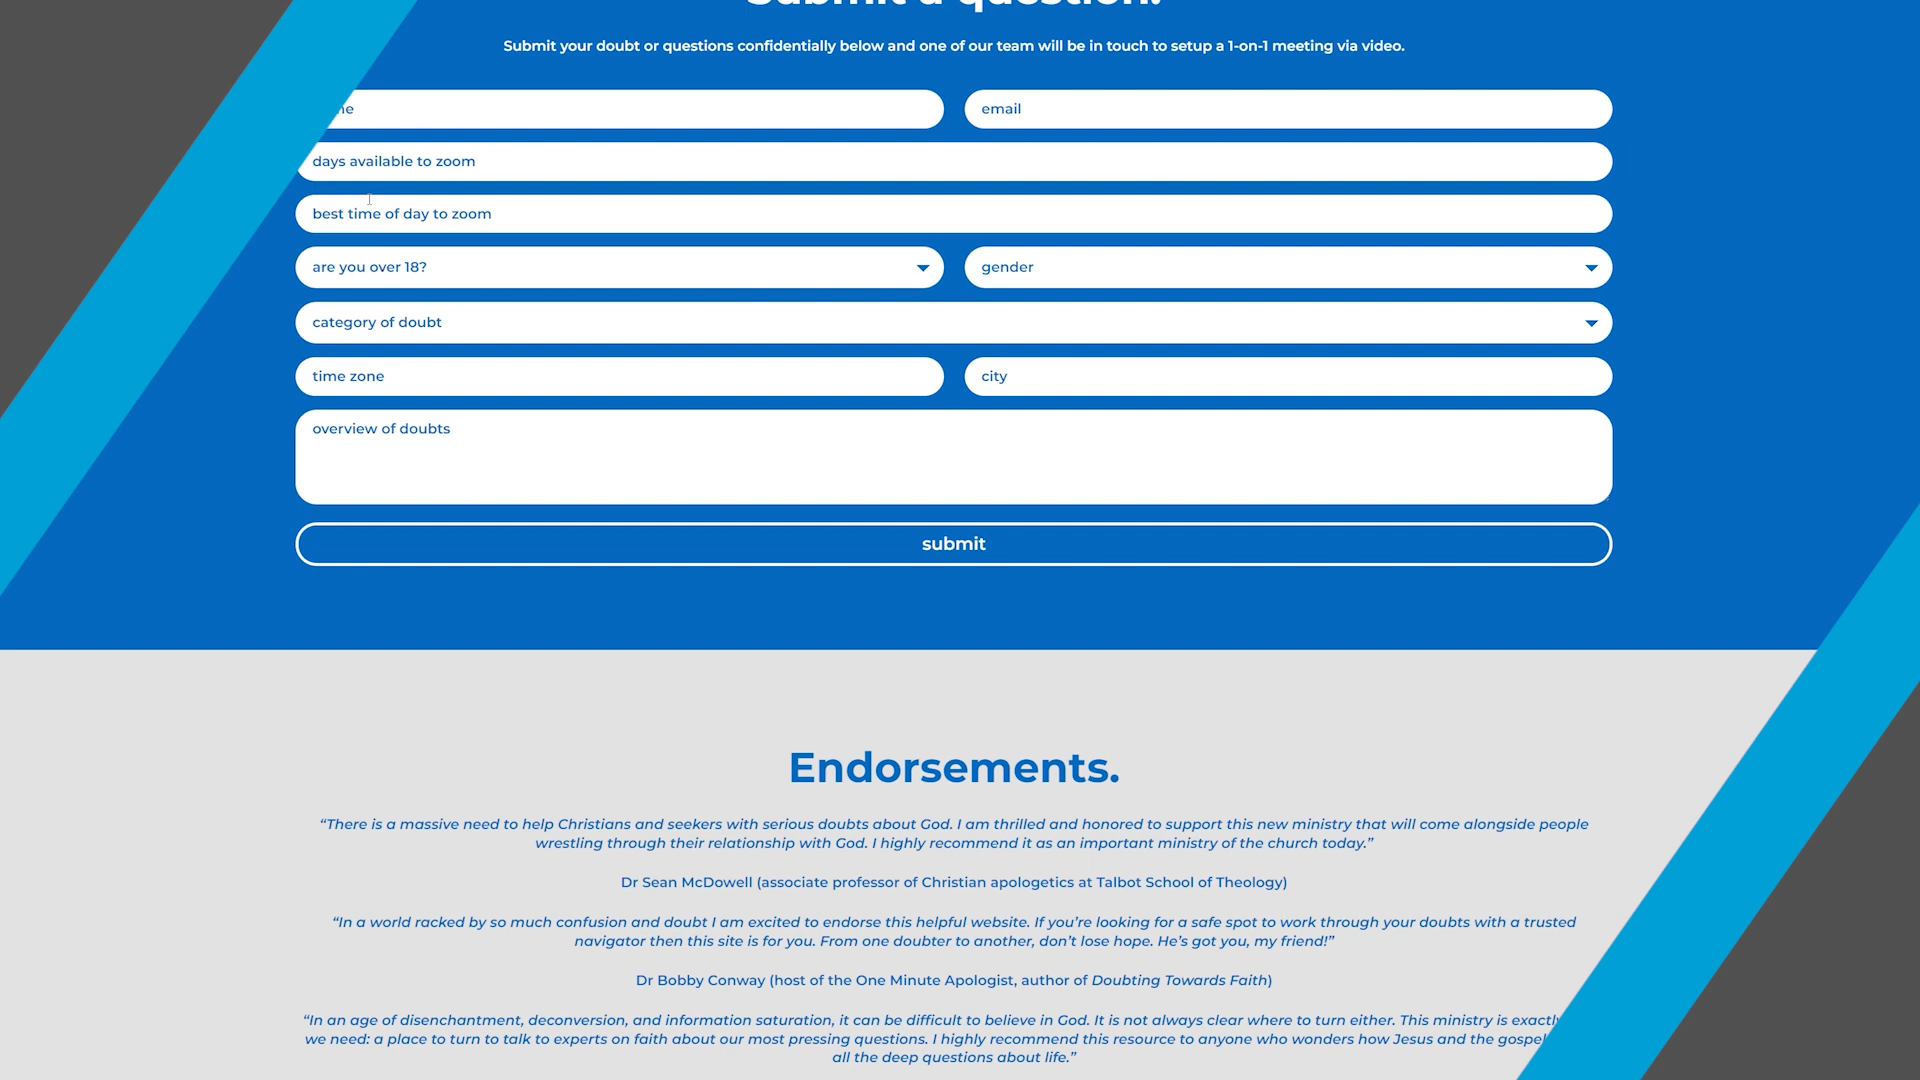 Submit a question.
Submit your doubt or questions confidentially below and one of our team will be in touch to setup a 1-on-1 meeting via video.
email
days available to zoom
best time of day to zoom
are you over 18?
gender
category of doubt
time zone
city
overview of doubts
submit
Endorsements.
“There is a massive need to help Christians and seekers with serious doubts about God. I am thrilled and honored to support this new ministry that will come alongside people
wrestling through their relationship with God. I highly recommend it as an important ministry of the church today.”
Dr Sean McDowell (associate professor of Christian apologetics at Talbot School of Theology)
“In a world racked by so much confusion and doubt I am excited to endorse this helpful website. If you’re looking for a safe spot to work through your doubts with a trusted
navigator then this site is for you. From one doubter to another, don’t lose hope. He’s got you, my friend!”
Dr Bobby Conway (host of the One Minute Apologist, author of Doubting Towards Faith)
“In an age of disenchantment, deconversion, and information saturation, it can be difficult to believe in God. It is not always clear where to turn either. This ministry is exactly
we need: a place to turn to talk to experts on faith about our most pressing questions. I highly recommend this resource to anyone who wonders how Jesus and the gospel
all the deep questions about life.”